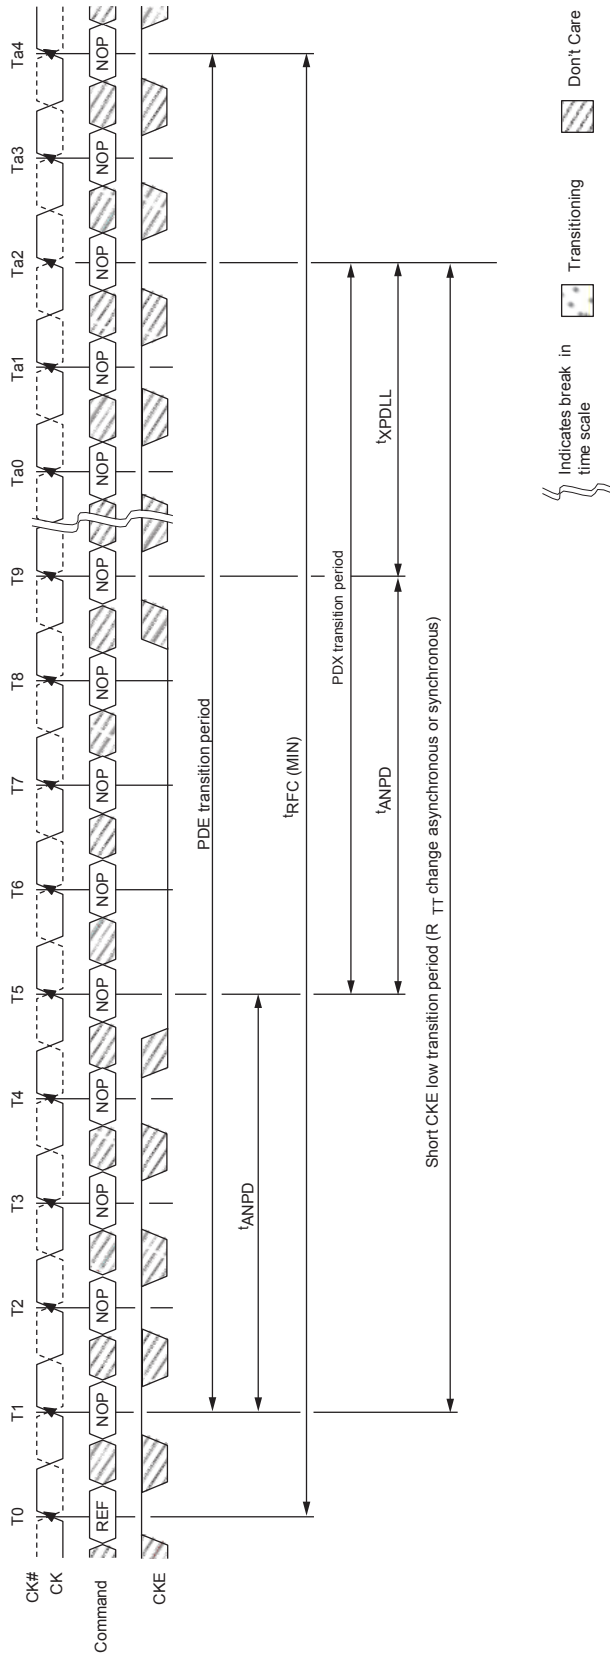 T0 T1 T2 T3 T4 T5 T6 T7 T8 T9 Ta0 Ta1 Ta2 Ta3 Ta4
CK#
CK
Command
REF NOP NOP NOP NOP NOP NOP NOP NOP NOP NOP NOP NOP NOP NOP
CKE
PDE transition period
tANPD
tRFC (MIN)
PDX transition period
tANPD
tXPDLL
Short CKE low transition period (R TT change asynchronous or synchronous)
Indicates break in
time scale
Transitioning
Don't Care